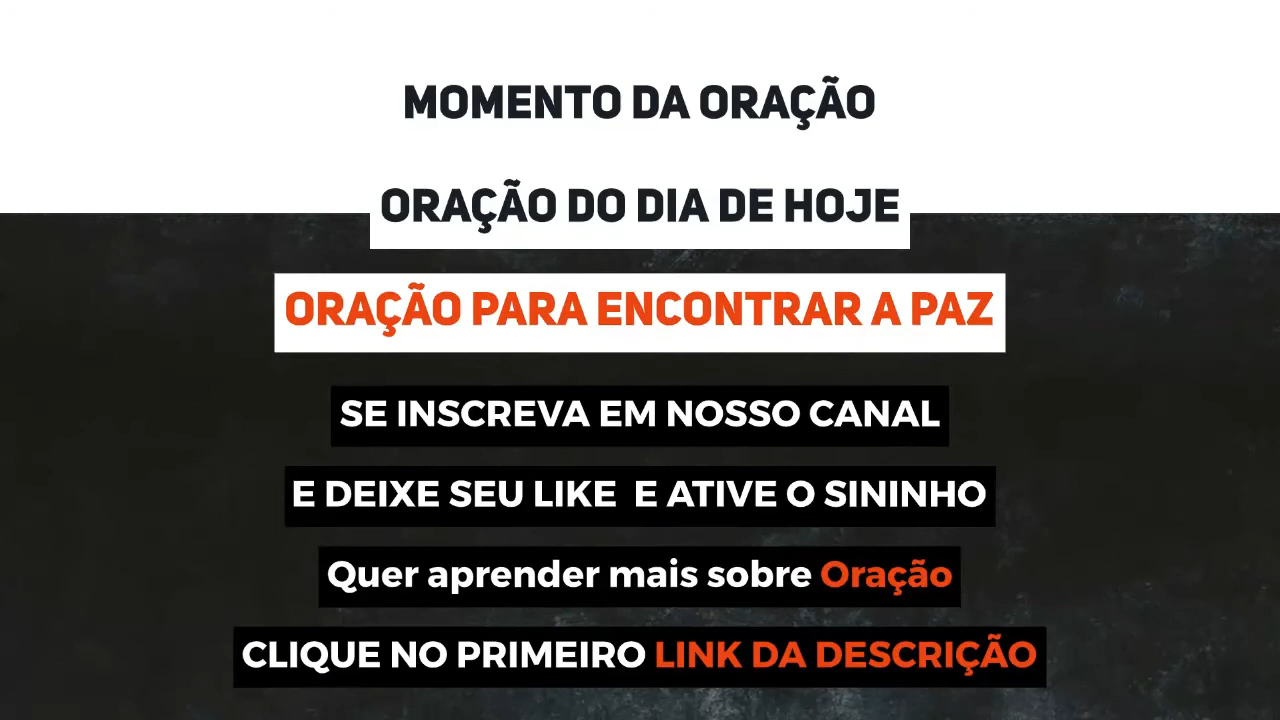 MOMENTO DA ORAÇÃO
ORAÇÃO DO DIA DE HOJE
ORAÇÃO PARA ENCONTRAR A PAZ
SE INSCREVA EM NOSSO CANAL
E DEIXE SEU LIKE E ATIVE O SININHO
Quer aprender mais sobre Oração
CLIQUE NO PRIMEIRO LINK DA DESCRIÇÃO